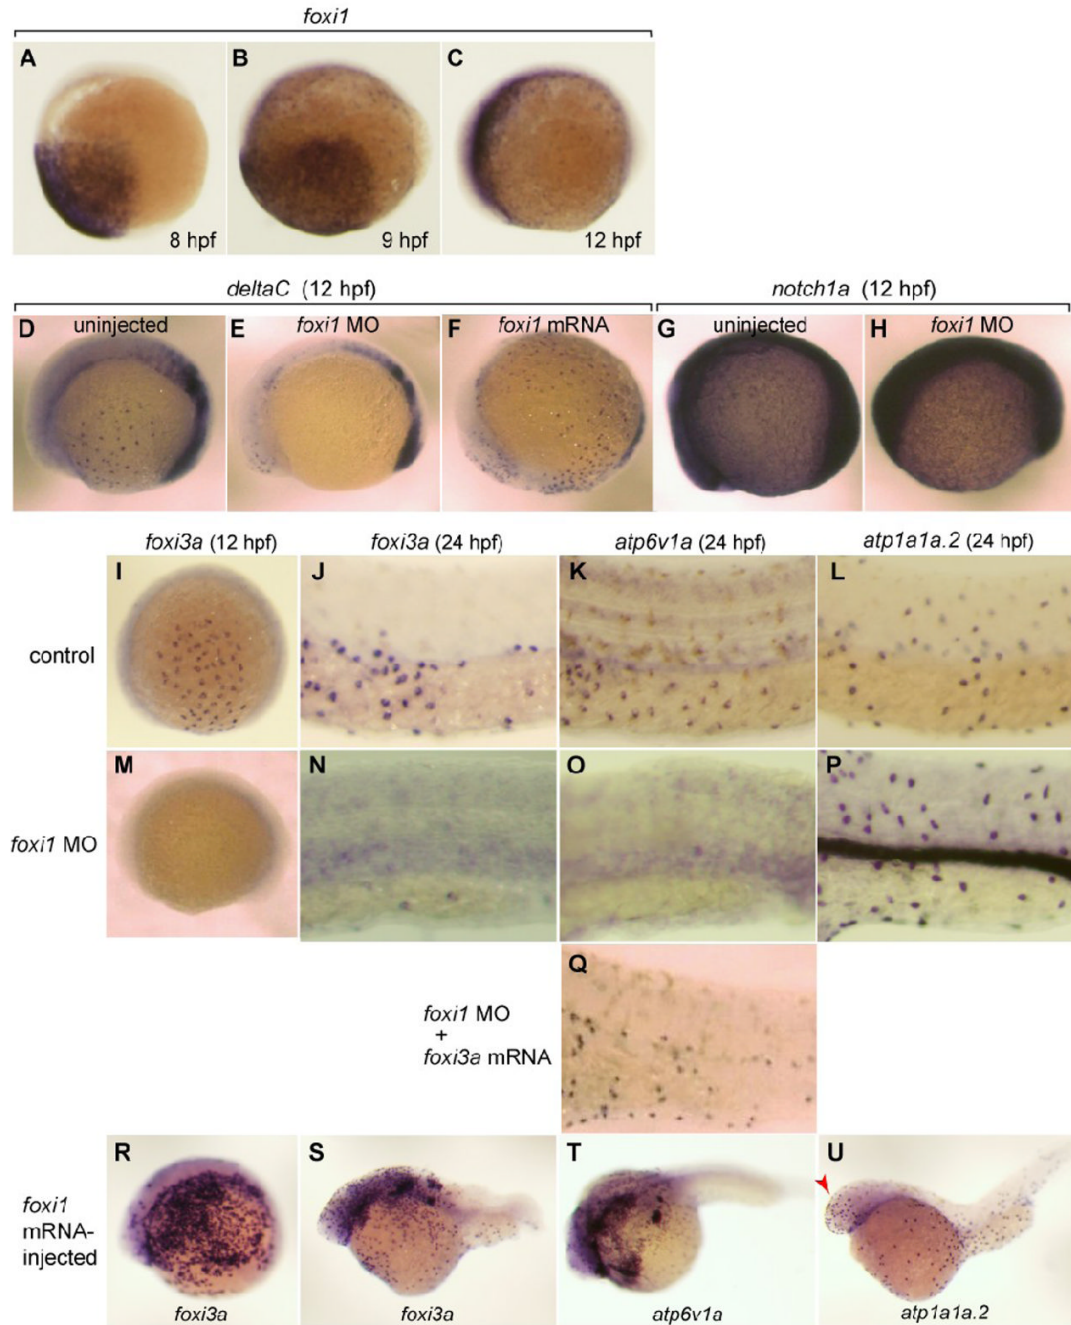 foxi1
A B C
8 hpf 9 hpf 12 hpf
deltaC (12 hpf) notch1a (12 hpf)
D uninjected E foxi1 MO F foxi1 mRNA G uninjected H foxi1 MO
foxi3a (12 hpf) foxi3a (24 hpf) atp6v1a (24 hpf) atp1a1a.2 (24 hpf)
I J K L
control
M N O P
foxi1 MO
Q
foxi1 MO
+
foxi3a mRNA
R S T U
foxi1
mRNA-
injected
foxi3a foxi3a atp6v1a atp1a1a.2